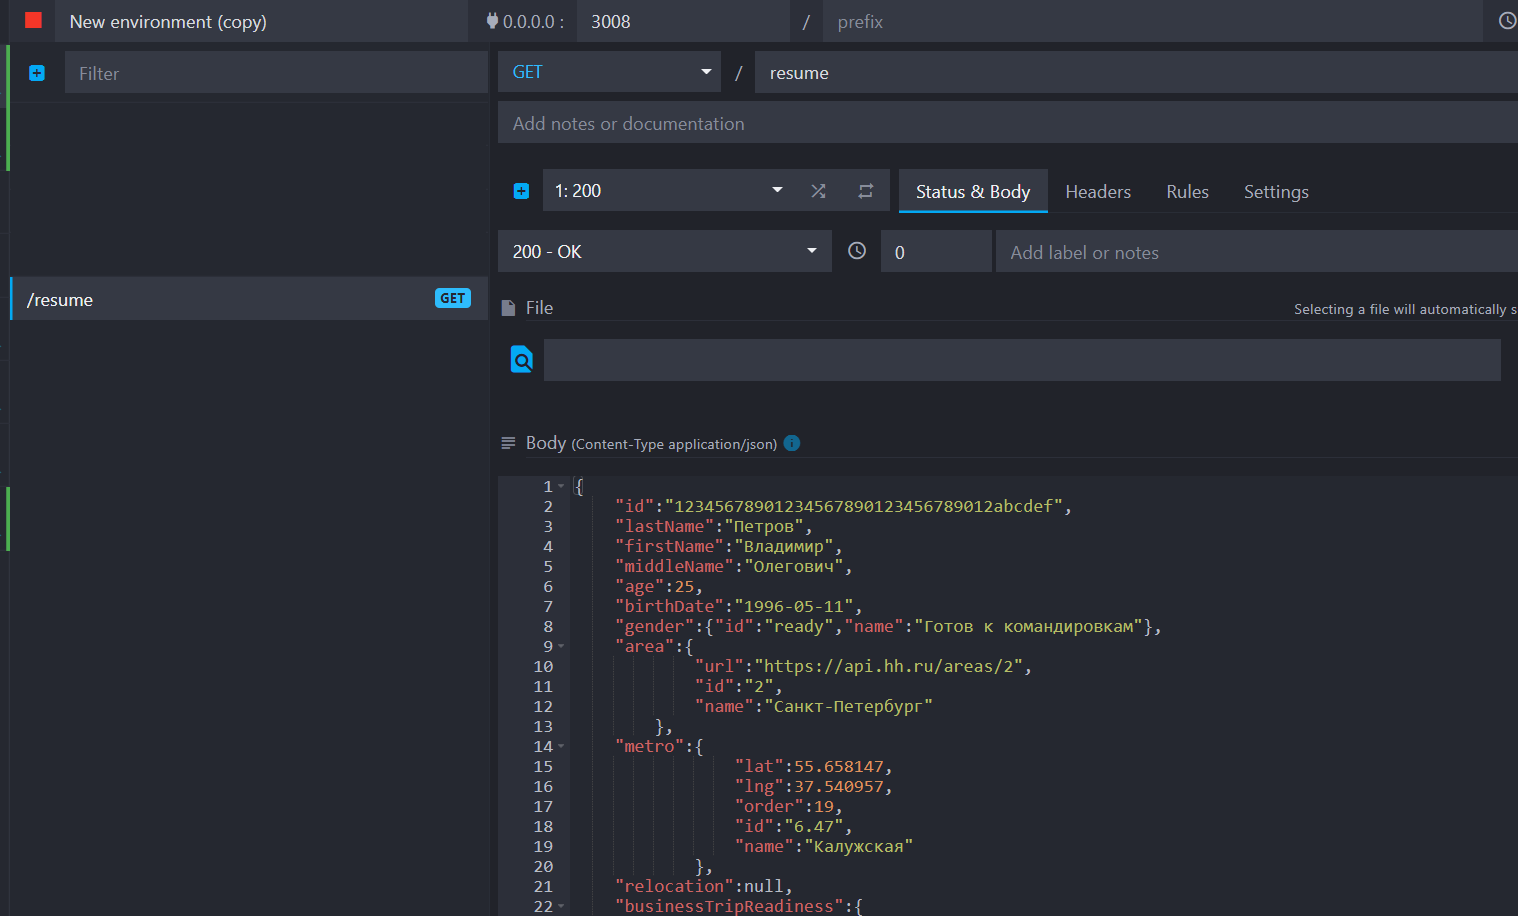 New environment (copy) 0.0.0.0 : 3008 / prefix
Filter
GET / resume
Add notes or documentation
1: 200 Status & Body Headers Rules Settings
200 - OK 0 Add label or notes
/resume GET
File Selecting a file will automatically s
Body (Content-Type application/json)
1 {
2 "id":"12345678901234567890123456789012abcdef",
3 "lastName":"Петров",
4 "firstName":"Владимир",
5 "middleName":"Олегович",
6 "age":25,
7 "birthDate":"1996-05-11",
8 "gender":{"id":"ready","name":"Готов к командировкам"},
9 "area":{
10 "url":"https://api.hh.ru/areas/2",
11 "id":"2",
12 "name":"Санкт-Петербург"
13 },
14 "metro":{
15 "lat":55.658147,
16 "lng":37.540957,
17 "order":19,
18 "id":"6.47",
19 "name":"Калужская"
20 },
21 "relocation":null,
22 "businessTripReadiness":{